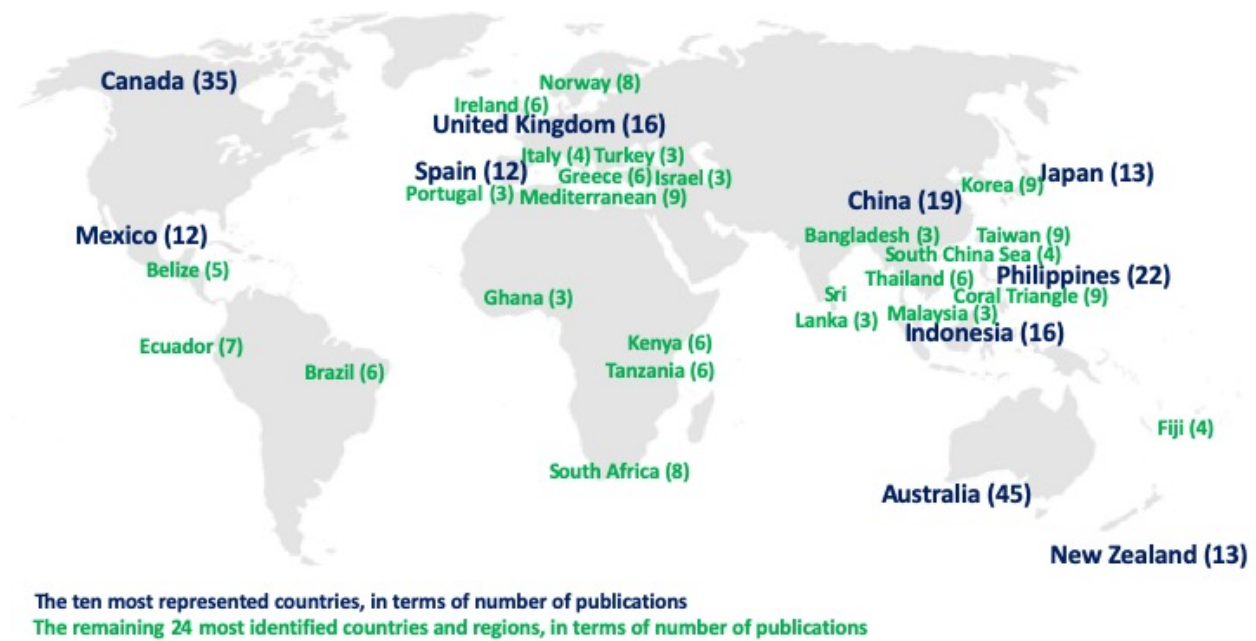 Canada (35)
Norway (8)
Ireland (6)
United Kingdom (16)
Italy (4) Turkey (3)
Spain (12)
Greece (6) Israel (3)
Portugal (3) Mediterranean (9)
Japan (13)
Korea (9)
China (19)
Mexico (12)
Bangladesh (3) Taiwan (9)
South China Sea (4)
Belize (5)
Thailand (6) Philippines (22)
Sri
Lanka (3)
Coral Triangle (9)
Malaysia (3)
Indonesia (16)
Ghana (3)
Ecuador (7)
Kenya (6)
Brazil (6)
Tanzania (6)
Fiji (4)
South Africa (8)
Australia (45)
New Zealand (13)
The ten most represented countries, in terms of number of publications
The remaining 24 most identified countries and regions, in terms of number of publications